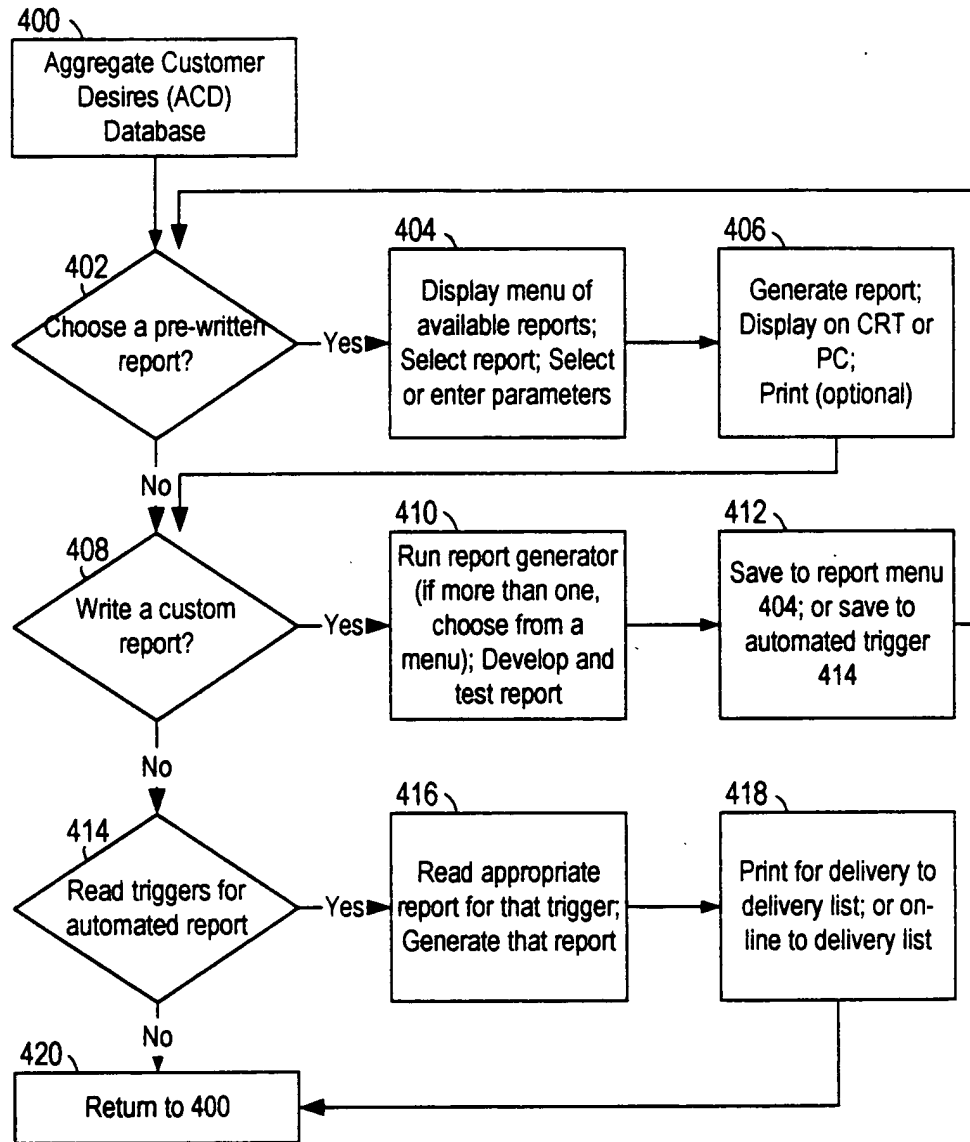 400
Aggregate Customer
Desires (ACD)
Database
402
Choose a pre-written
report?
Yes
404
Display menu of
available reports;
Select report; Select
or enter parameters
406
Generate report;
Display on CRT or
PC;
Print (optional)
No
408
Write a custom
report?
Yes
410
Run report generator
(if more than one,
choose from a
menu); Develop and
test report
412
Save to report menu
404; or save to
automated trigger
414
No
414
Read triggers for
automated report
Yes
416
Read appropriate
report for that trigger;
Generate that report
418
Print for delivery to
delivery list; or on-
line to delivery list
No
420
Return to 400